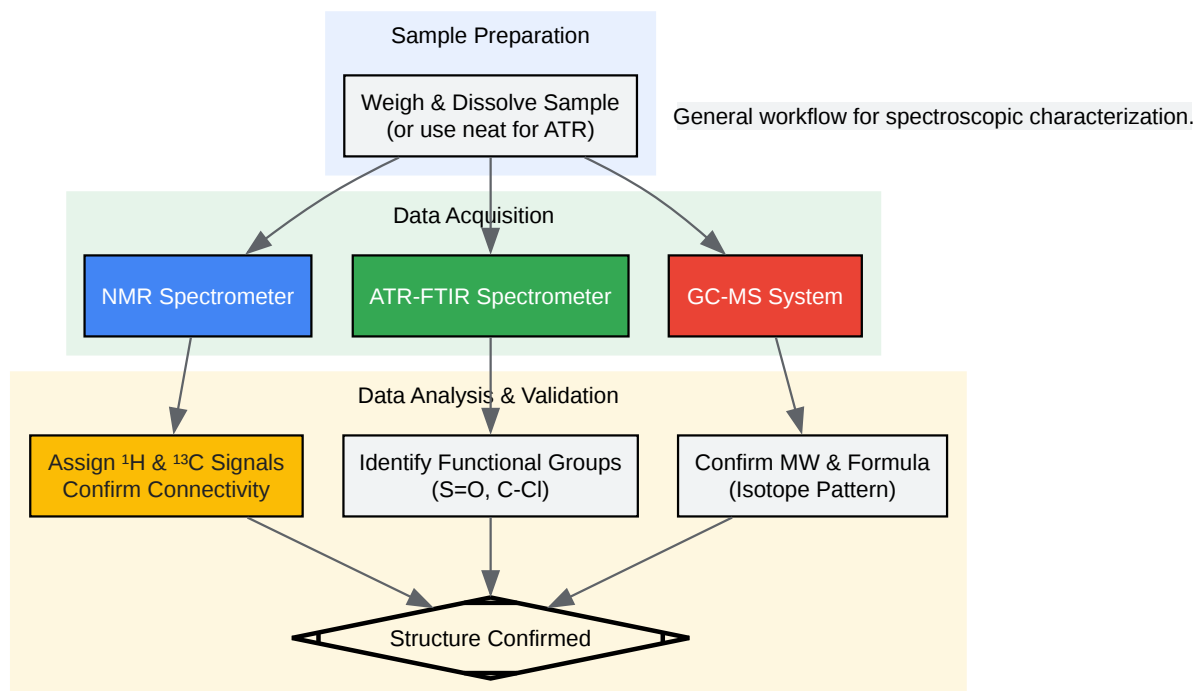 Sample Preparation
Weigh & Dissolve Sample
(or use neat for ATR)
General workflow for spectroscopic characterization.
Data Acquisition
NMR Spectrometer
ATR-FTIR Spectrometer
GC-MS System
Data Analysis & Validation
Assign ¹H & ¹³C Signals
Confirm Connectivity
Identify Functional Groups
(S=O, C-Cl)
Confirm MW & Formula
(Isotope Pattern)
Structure Confirmed